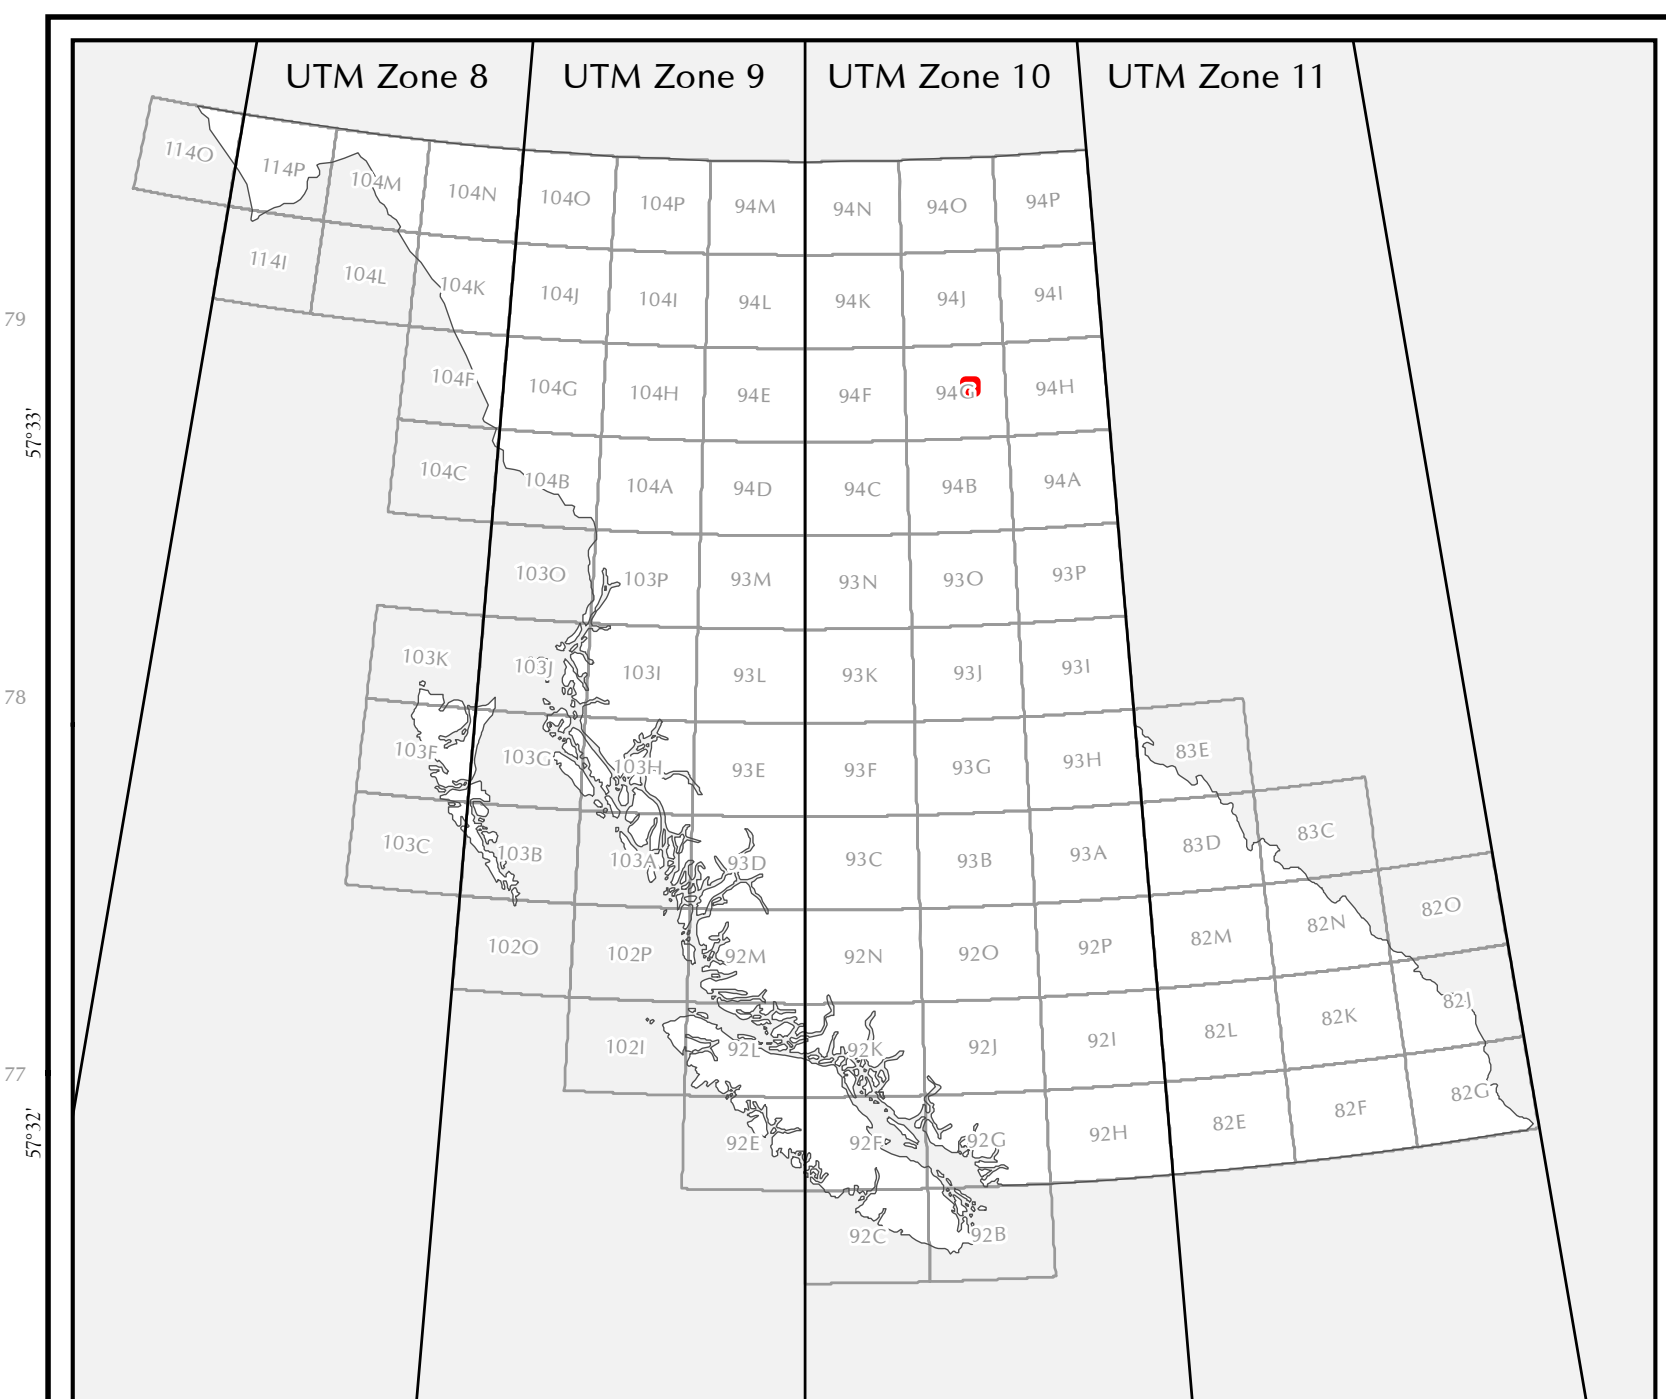 UTM Zone 8 UTM Zone 9 UTM Zone 10 UTM Zone 11
114O 114P 104M 104N 104O 104P 94M 94N 94O 94P
114I 104L 104K 104J 104I 94L 94K 94J 94I
79
104F 104G 104H 94E 94F 94G 94H
57°33'
104C 104B 104A 94D 94C 94B 94A
103O 103P 93M 93N 93O 93P
103K 103J 103I 93L 93K 93J 93I
78
103F 103G 103H 93E 93F 93G 93H 83E
103C 103B 103A 93D 93C 93B 93A 83D 83C
102O 102P 92M 92N 92O 92P 82M 82N 82O
102I 92L 92K 92J 92I 82L 82K 82J
77
57°32'
92E 92F 92G 92H 82E 82F 82G
92C 92B